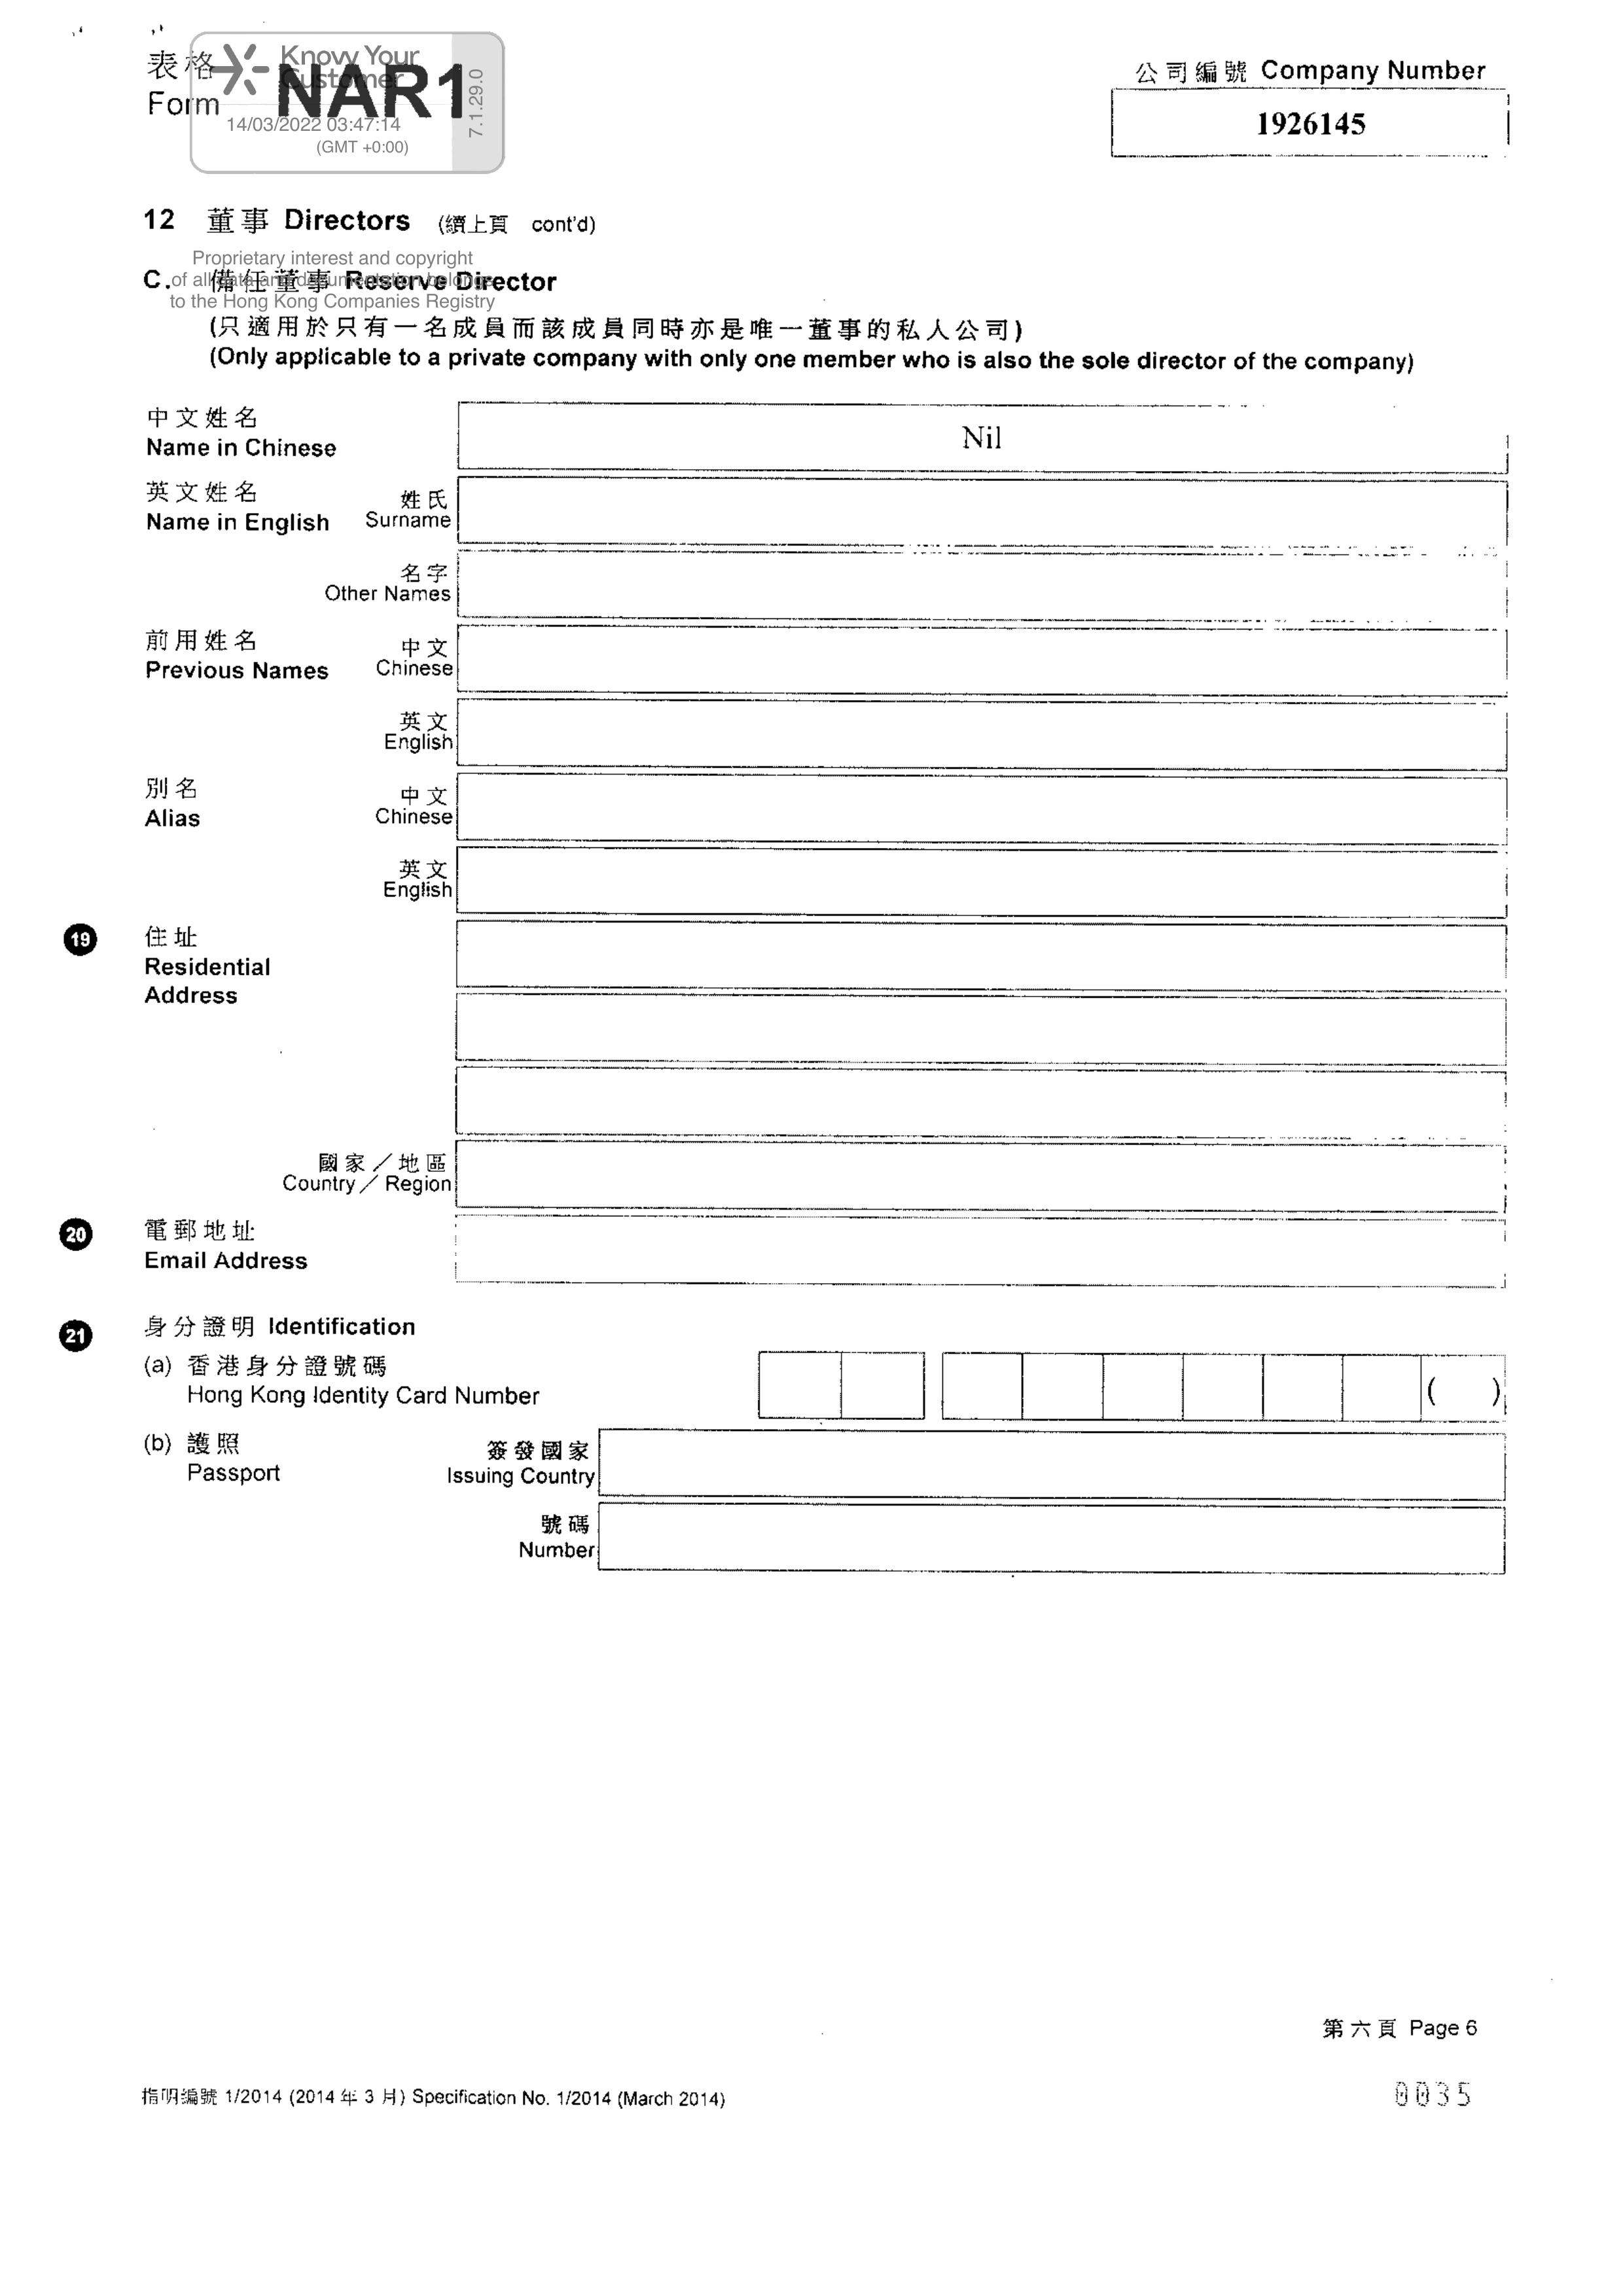 表格
Form NAR1
Know Your
Customer
14/03/2022 03:47:14
(GMT +0:00)
7.1.29.0
公司編號 Company Number
1926145
12 董事 Directors (續上頁 cont'd)
Proprietary interest and copyright
of all data and documentation belongs
to the Hong Kong Companies Registry
C. 備任董事 Reserve Director
(只適用於只有一名成員而該成員同時亦是唯一董事的私人公司)
(Only applicable to a private company with only one member who is also the sole director of the company)
中文姓名
Name in Chinese
Nil
英文姓名
Name in English
姓氏
Surname
名字
Other Names
前用姓名
Previous Names
中文
Chinese
英文
English
別名
Alias
中文
Chinese
英文
English
19 住址
Residential
Address
國家／地區
Country／Region
20 電郵地址
Email Address
21 身分證明 Identification
(a) 香港身分證號碼
Hong Kong Identity Card Number
( )
(b) 護照
Passport
簽發國家
Issuing Country
號碼
Number
第六頁 Page 6
指明編號 1/2014 (2014 年 3 月) Specification No. 1/2014 (March 2014)
0035